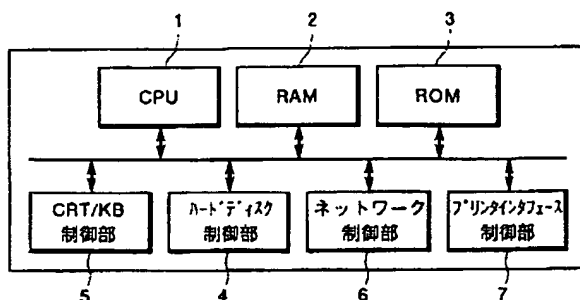 1
2
3
CPU
RAM
ROM
CRT/KB
制御部
ハードディスク
制御部
ネットワーク
制御部
プリンタインタフェース
制御部
5
4
6
7